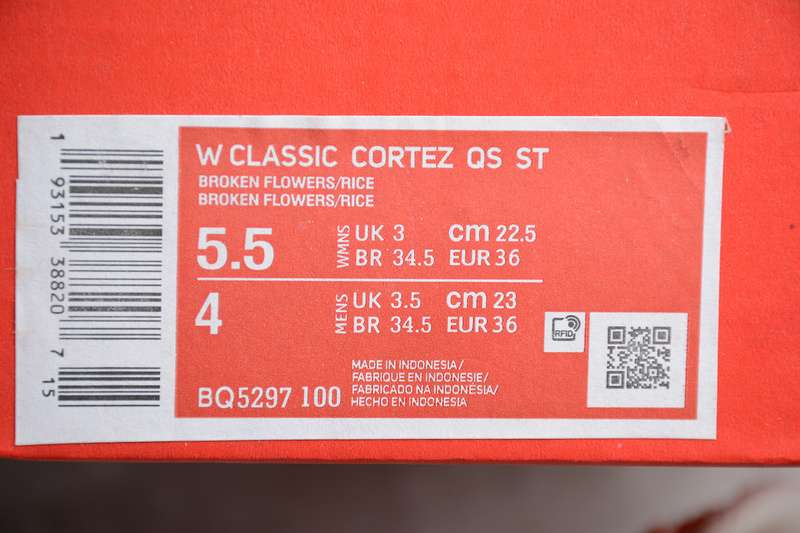 W CLASSIC CORTEZ QS ST
BROKEN FLOWERS/RICE
BROKEN FLOWERS/RICE
5.5 WMNS UK 3 cm 22.5
BR 34.5 EUR 36
4 MENS UK 3.5 cm 23
BR 34.5 EUR 36
RFID
BQ5297 100
MADE IN INDONESIA/
FABRIQUE EN INDONESIE/
FABRICADO NA INDONESIA/
HECHO EN INDONESIA
1 93153 38820 7 15